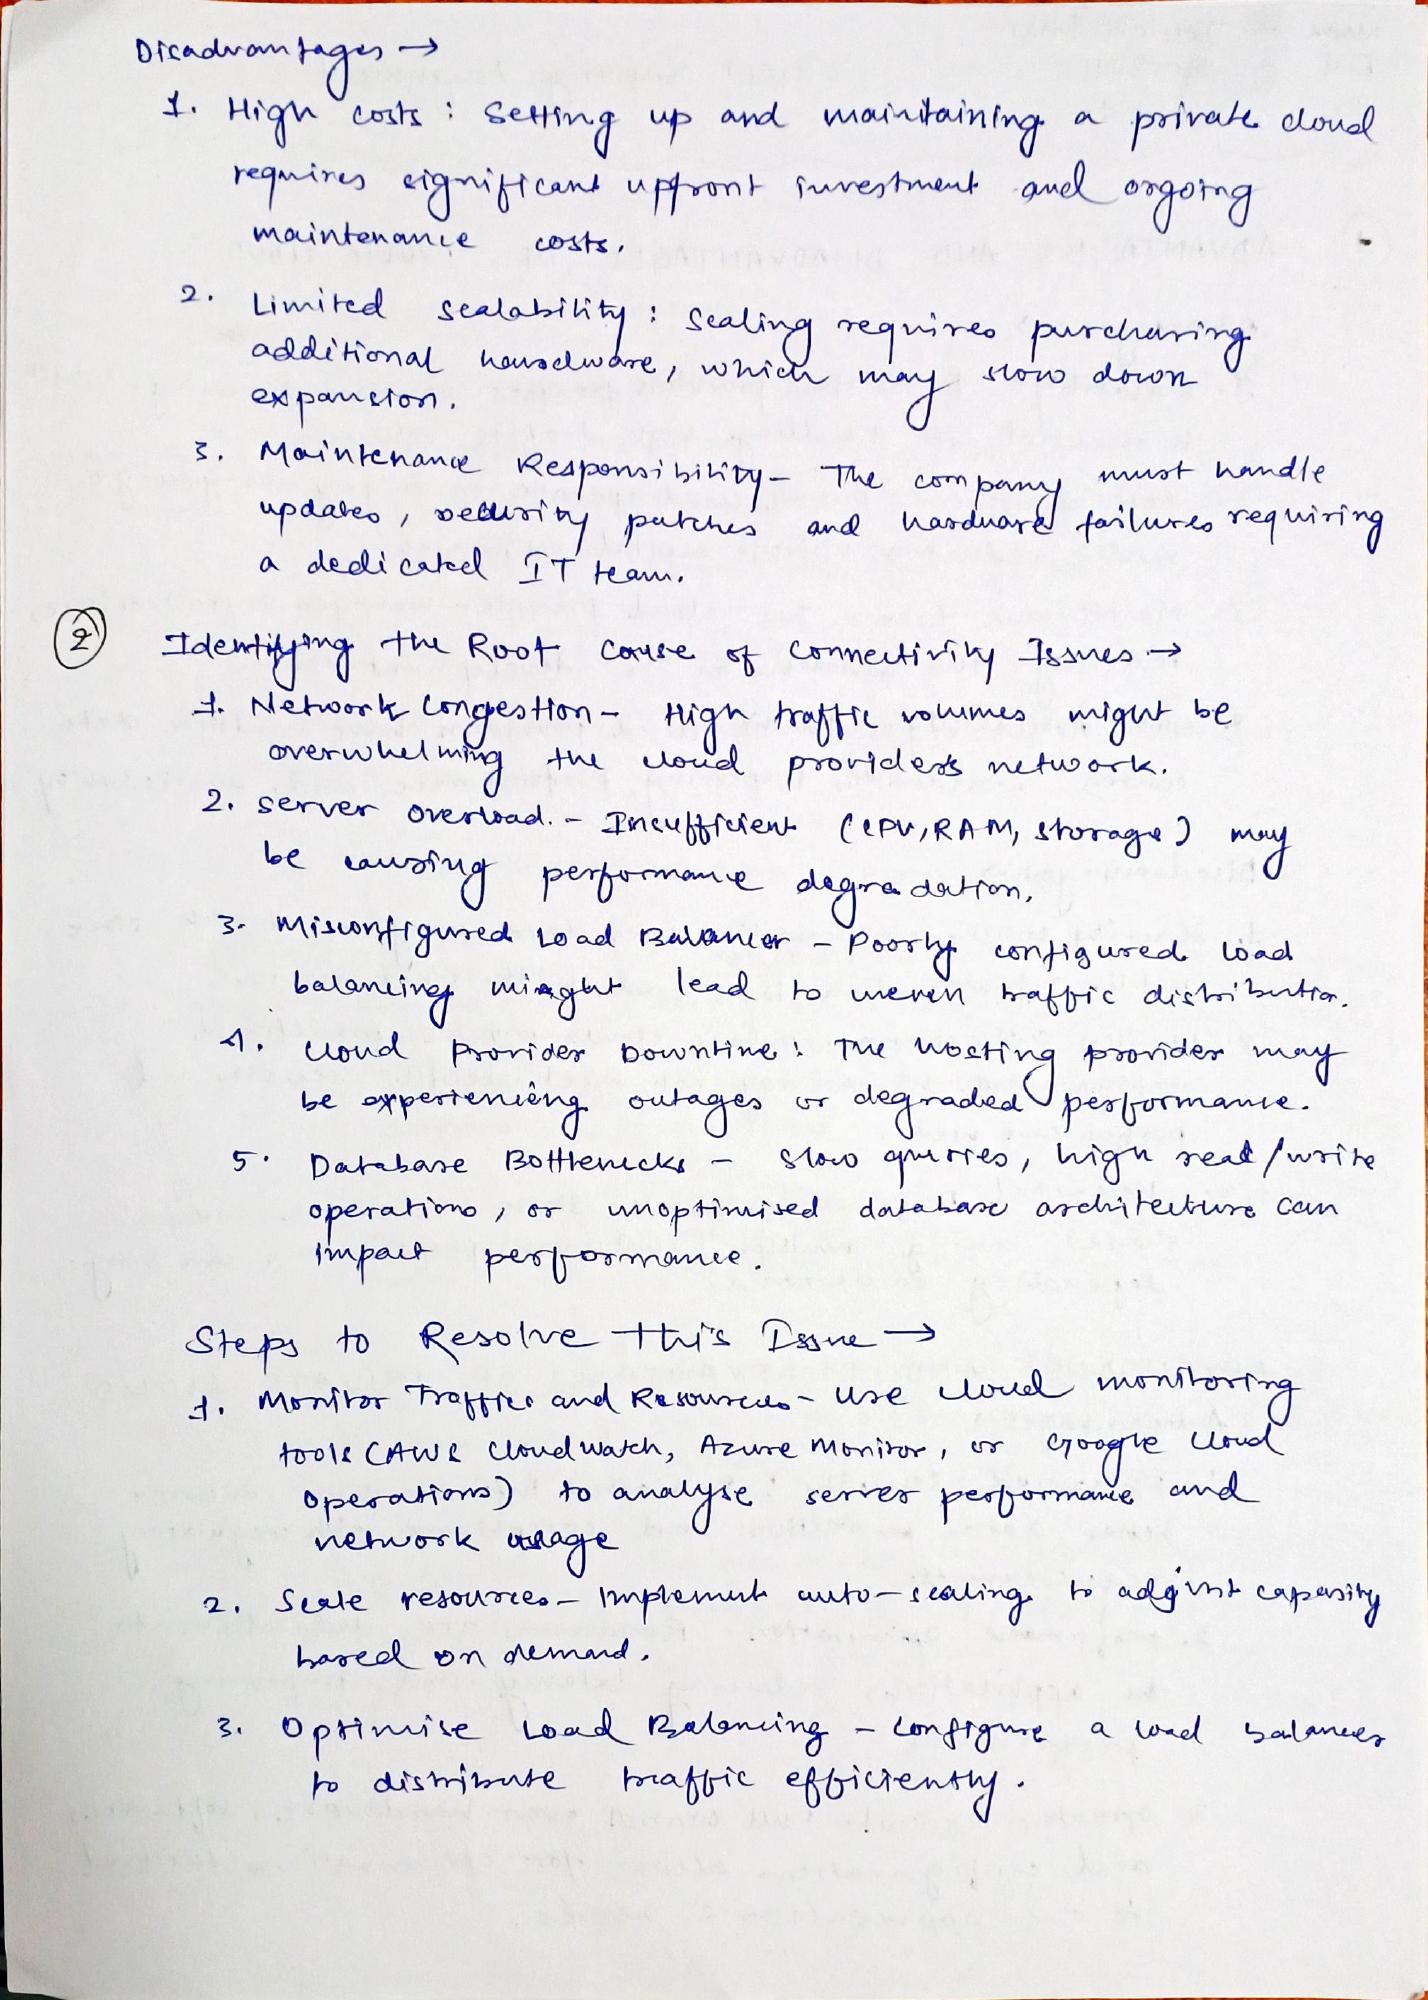 Disadvantages →
1. High costs : Setting up and maintaining a private cloud
requires significant upfront investment and ongoing
maintenance costs.
2. Limited scalability : Scaling requires purchasing
additional hardware, which may slow down
expansion.
3. Maintenance Responsibility – The company must handle
updates, security patches and hardware failures requiring
a dedicated IT team.
2 Identifying the Root Cause of Connectivity Issues →
1. Network Congestion – High traffic volumes might be
overwhelming the cloud providers network.
2. Server Overload. – Insufficient (CPU, RAM, storage) may
be causing performance degradation.
3. Misconfigured Load Balancer – Poorly configured load
balancing might lead to uneven traffic distribution.
4. Cloud Provider Downtime : The hosting provider may
be experiencing outages or degraded performance.
5. Database Bottlenecks – Slow queries, high read/write
operations, or unoptimised database architecture can
impact performance.
Steps to Resolve this Issue →
1. Monitor Traffic and Resources – Use cloud monitoring
tools (AWS CloudWatch, Azure Monitor, or Google Cloud
Operations) to analyse server performance and
network usage
2. Scale resources – Implement auto-scaling to adjust capasity
based on demand.
3. Optimise Load Balancing – Configure a load balancer
to distribute traffic efficiently.